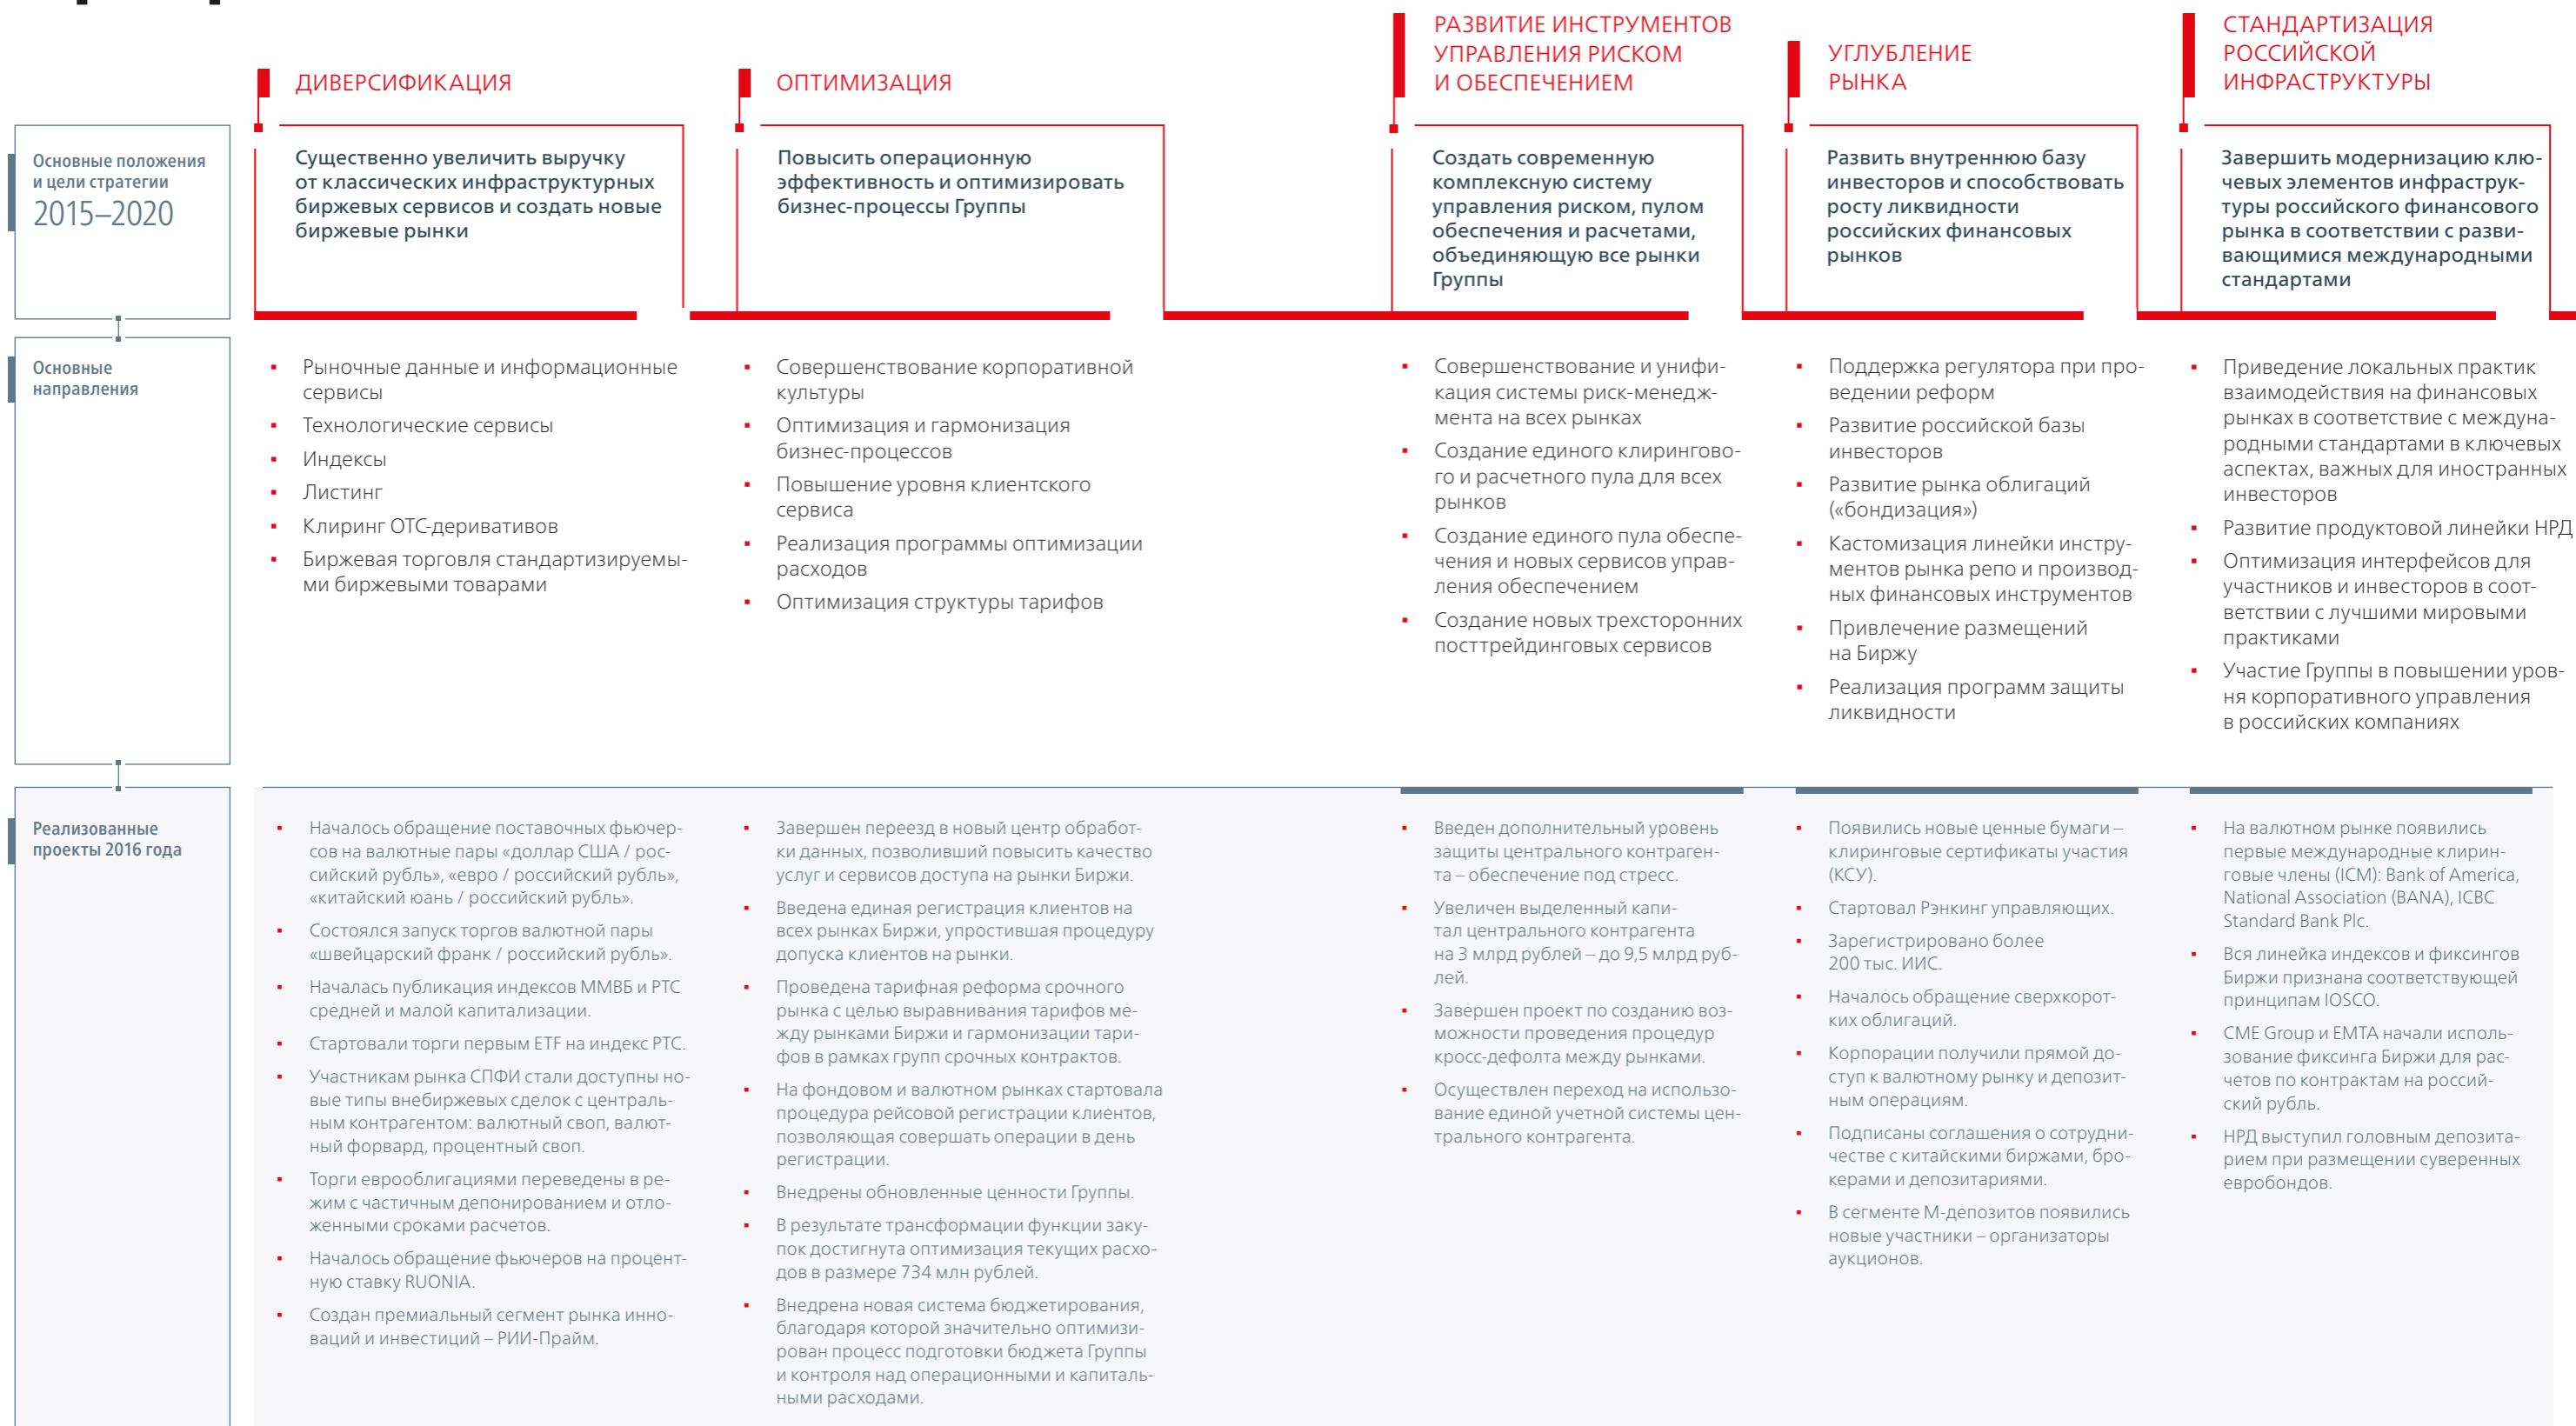 ДИВЕРСИФИКАЦИЯ
ОПТИМИЗАЦИЯ
РАЗВИТИЕ ИНСТРУМЕНТОВ
УПРАВЛЕНИЯ РИСКОМ
И ОБЕСПЕЧЕНИЕМ
УГЛУБЛЕНИЕ
РЫНКА
СТАНДАРТИЗАЦИЯ
РОССИЙСКОЙ
ИНФРАСТРУКТУРЫ
Основные положения
и цели стратегии
2015–2020
Существенно увеличить выручку
от классических инфраструктурных
биржевых сервисов и создать новые
биржевые рынки
Повысить операционную
эффективность и оптимизировать
бизнес-процессы Группы
Создать современную
комплексную систему
управления риском, пулом
обеспечения и расчетами,
объединяющую все рынки
Группы
Развить внутреннюю базу
инвесторов и способствовать
росту ликвидности
российских финансовых
рынков
Завершить модернизацию клю-
чевых элементов инфраструк-
туры российского финансового
рынка в соответствии с разви-
вающимися международными
стандартами
Основные
направления
▪ Рыночные данные и информационные
сервисы
▪ Технологические сервисы
▪ Индексы
▪ Листинг
▪ Клиринг ОТС-деривативов
▪ Биржевая торговля стандартизируемы-
ми биржевыми товарами
▪ Совершенствование корпоративной
культуры
▪ Оптимизация и гармонизация
бизнес-процессов
▪ Повышение уровня клиентского
сервиса
▪ Реализация программы оптимизации
расходов
▪ Оптимизация структуры тарифов
▪ Совершенствование и унифи-
кация системы риск-менедж-
мента на всех рынках
▪ Создание единого клирингово-
го и расчетного пула для всех
рынков
▪ Создание единого пула обеспе-
чения и новых сервисов управ-
ления обеспечением
▪ Создание новых трехсторонних
посттрейдинговых сервисов
▪ Поддержка регулятора при про-
ведении реформ
▪ Развитие российской базы
инвесторов
▪ Развитие рынка облигаций
(«бондизация»)
▪ Кастомизация линейки инстру-
ментов рынка репо и производ-
ных финансовых инструментов
▪ Привлечение размещений
на Биржу
▪ Реализация программ защиты
ликвидности
▪ Приведение локальных практик
взаимодействия на финансовых
рынках в соответствие с междуна-
родными стандартами в ключевых
аспектах, важных для иностранных
инвесторов
▪ Развитие продуктовой линейки НРД
▪ Оптимизация интерфейсов для
участников и инвесторов в соот-
ветствии с лучшими мировыми
практиками
▪ Участие Группы в повышении уров-
ня корпоративного управления
в российских компаниях
Реализованные
проекты 2016 года
▪ Началось обращение поставочных фьючер-
сов на валютные пары «доллар США / рос-
сийский рубль», «евро / российский рубль»,
«китайский юань / российский рубль».
▪ Состоялся запуск торгов валютной пары
«швейцарский франк / российский рубль».
▪ Началась публикация индексов ММВБ и РТС
средней и малой капитализации.
▪ Стартовали торги первым ETF на индекс РТС.
▪ Участникам рынка СПФИ стали доступны но-
вые типы внебиржевых сделок с централь-
ным контрагентом: валютный своп, валют-
ный форвард, процентный своп.
▪ Торги еврооблигациями переведены в ре-
жим с частичным депонированием и отло-
женными сроками расчетов.
▪ Началось обращение фьючеров на процент-
ную ставку RUONIA.
▪ Создан премиальный сегмент рынка инно-
ваций и инвестиций – РИИ-Прайм.
▪ Завершен переезд в новый центр обработ-
ки данных, позволивший повысить качество
услуг и сервисов доступа на рынки Биржи.
▪ Введена единая регистрация клиентов на
всех рынках Биржи, упростившая процедуру
допуска клиентов на рынки.
▪ Проведена тарифная реформа срочного
рынка с целью выравнивания тарифов ме-
жду рынками Биржи и гармонизации тари-
фов в рамках групп срочных контрактов.
▪ На фондовом и валютном рынках стартовала
процедура рейсовой регистрации клиентов,
позволяющая совершать операции в день
регистрации.
▪ Внедрены обновленные ценности Группы.
▪ В результате трансформации функции заку-
пок достигнута оптимизация текущих расхо-
дов в размере 734 млн рублей.
▪ Внедрена новая система бюджетирования,
благодаря которой значительно оптимизи-
рован процесс подготовки бюджета Группы
и контроля над операционными и капиталь-
ными расходами.
▪ Введен дополнительный уровень
защиты центрального контраген-
та – обеспечение под стресс.
▪ Увеличен выделенный капи-
тал центрального контрагента
на 3 млрд рублей – до 9,5 млрд руб-
лей.
▪ Завершен проект по созданию воз-
можности проведения процедур
кросс-дефолта между рынками.
▪ Осуществлен переход на использо-
вание единой учетной системы цен-
трального контрагента.
▪ Появились новые ценные бумаги –
клиринговые сертификаты участия
(КСУ).
▪ Стартовал Рэнкинг управляющих.
▪ Зарегистрировано более
200 тыс. ИИС.
▪ Началось обращение сверхкорот-
ких облигаций.
▪ Корпорации получили прямой до-
ступ к валютному рынку и депозит-
ным операциям.
▪ Подписаны соглашения о сотрудни-
честве с китайскими биржами, бро-
керами и депозитариями.
▪ В сегменте М-депозитов появились
новые участники – организаторы
аукционов.
▪ На валютном рынке появились
первые международные клирин-
говые члены (ICM): Bank of America,
National Association (BANA), ICBC
Standard Bank Plc.
▪ Вся линейка индексов и фиксингов
Биржи признана соответствующей
принципам IOSCO.
▪ CME Group и EMTA начали исполь-
зование фиксинга Биржи для рас-
четов по контрактам на россий-
ский рубль.
▪ НРД выступил головным депозита-
рием при размещении суверенных
евробондов.